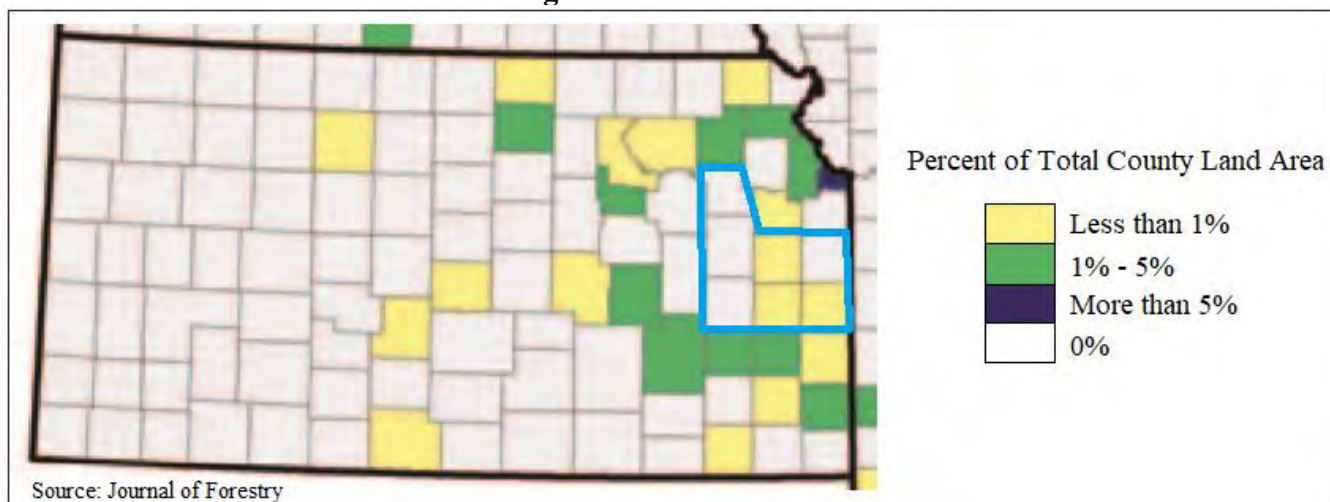 Percent of Total County Land Area
Less than 1%
1% - 5%
More than 5%
0%
Source: Journal of Forestry